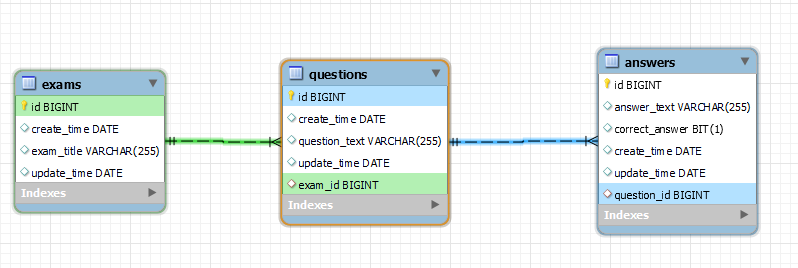 exams
id BIGINT
create_time DATE
exam_title VARCHAR(255)
update_time DATE
Indexes
questions
id BIGINT
create_time DATE
question_text VARCHAR(255)
update_time DATE
exam_id BIGINT
Indexes
answers
id BIGINT
answer_text VARCHAR(255)
correct_answer BIT(1)
create_time DATE
update_time DATE
question_id BIGINT
Indexes